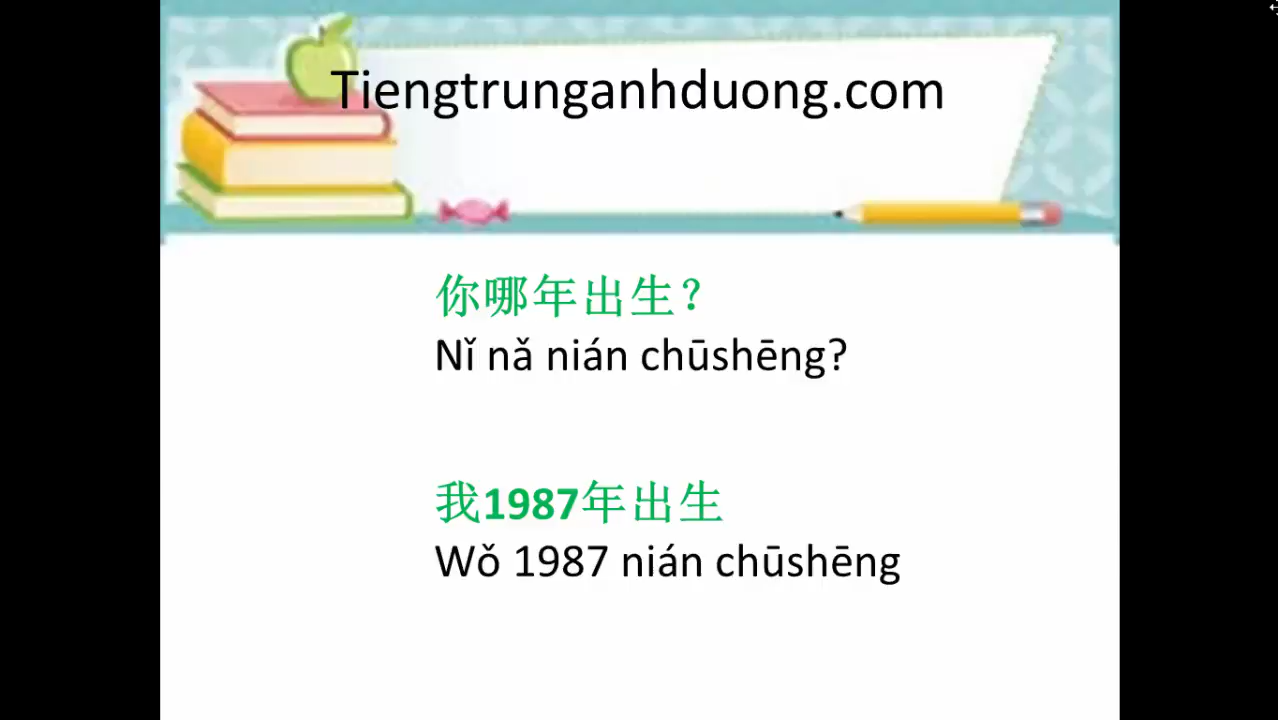 Tiengtrunganhduong.com
你哪年出生？
Nǐ nǎ nián chūshēng?
我1987年出生
Wǒ 1987 nián chūshēng